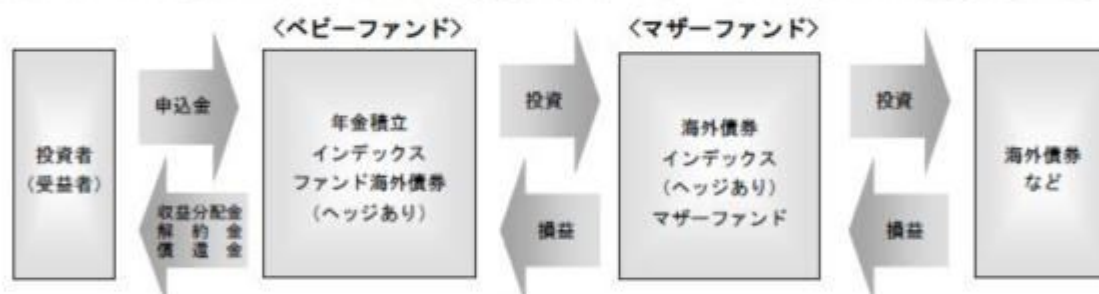 〈ベビーファンド〉
〈マザーファンド〉
投資者
(受益者)
申込金
収益分配金
解約金
償還金
年金積立
インデックス
ファンド海外債券
(ヘッジあり)
投資
損益
海外債券
インデックス
(ヘッジあり)
マザーファンド
投資
損益
海外債券
など